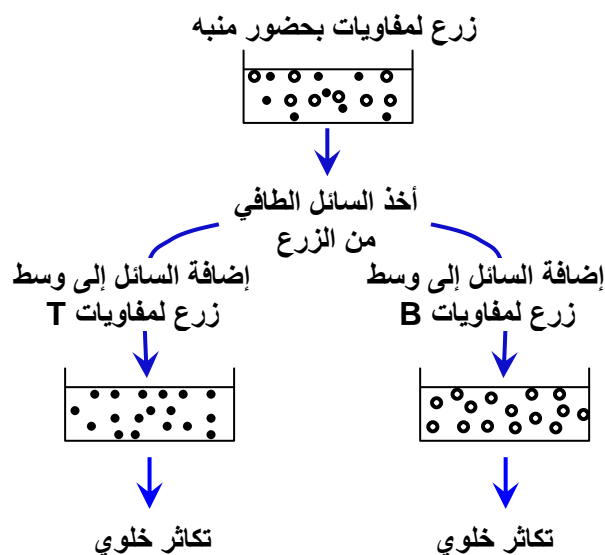 زرع لمفاويات بحضور منبه
أخذ السائل الطافي
من الزرع
إضافة السائل إلى وسط
زرع لمفاويات B
إضافة السائل إلى وسط
زرع لمفاويات T
تكاثر خلوي
تكاثر خلوي